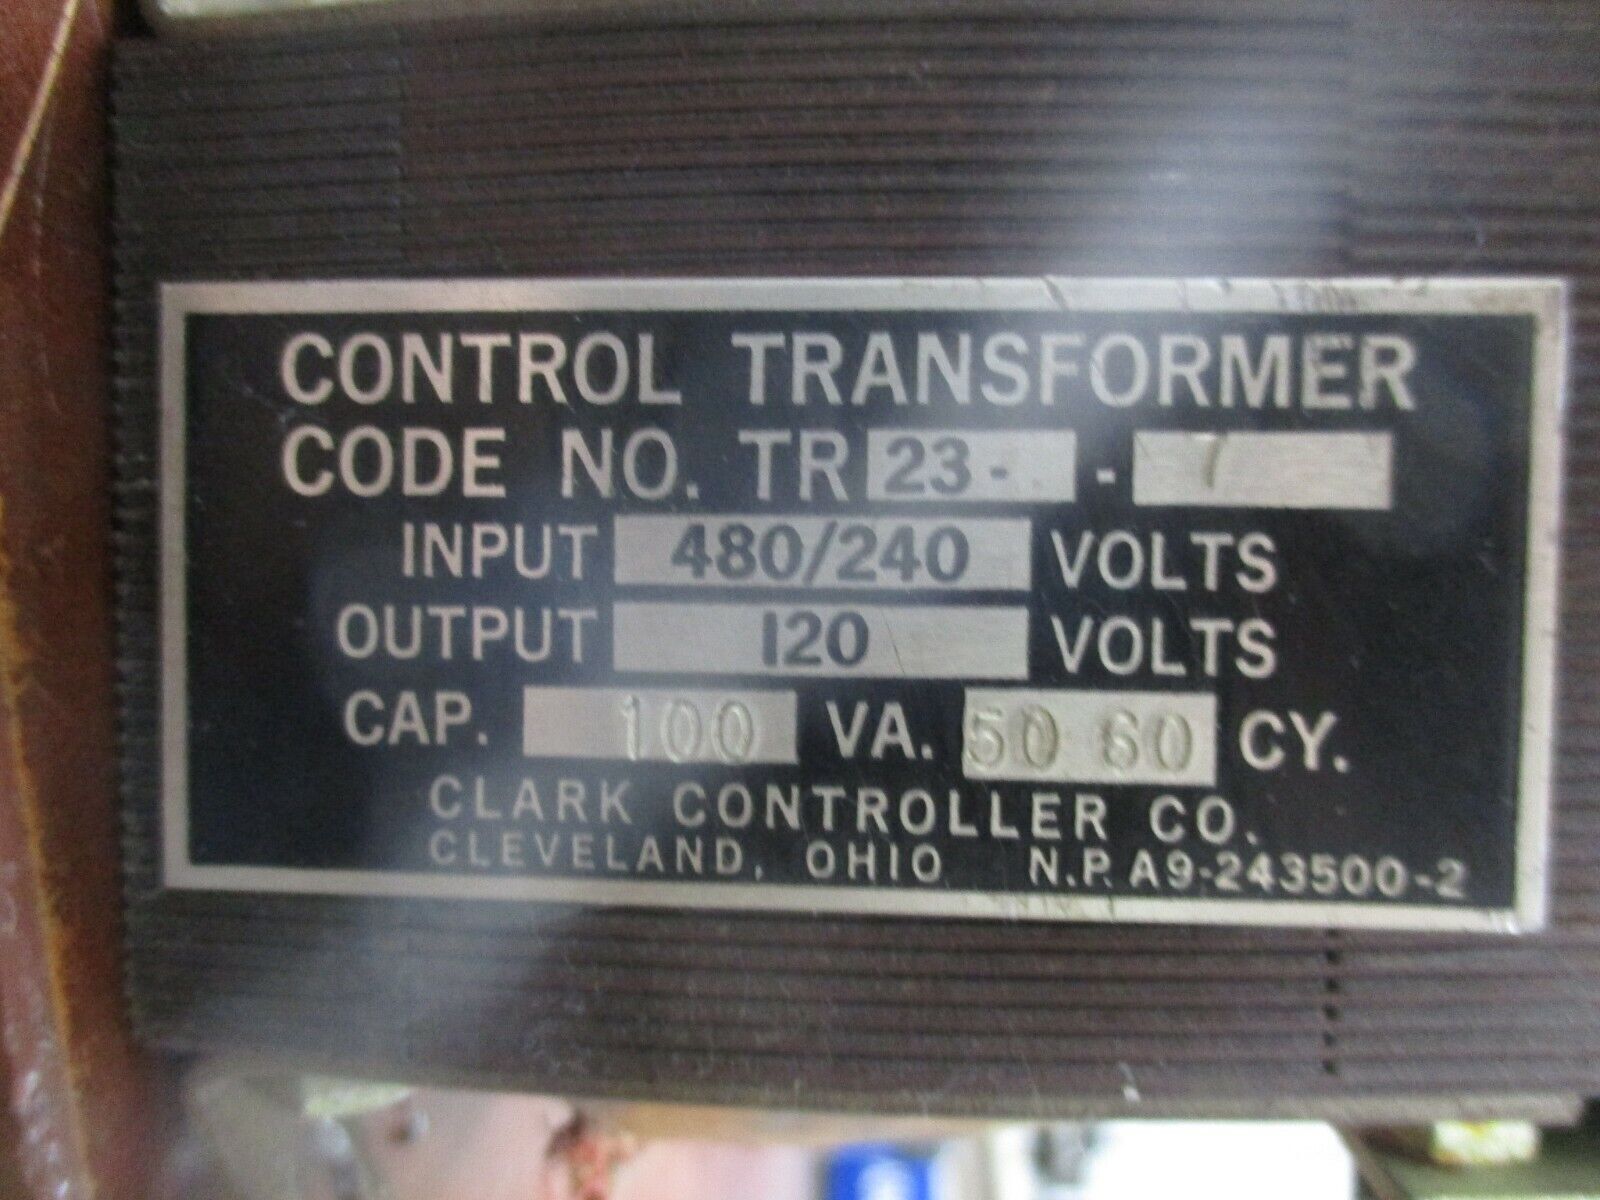 CONTROL TRANSFORMER
CODE NO. TR 23- -
INPUT 480/240 VOLTS
OUTPUT 120 VOLTS
CAP. 100 VA. 50 60 CY.
CLARK CONTROLLER CO.
CLEVELAND, OHIO N.P. A9-243500-2